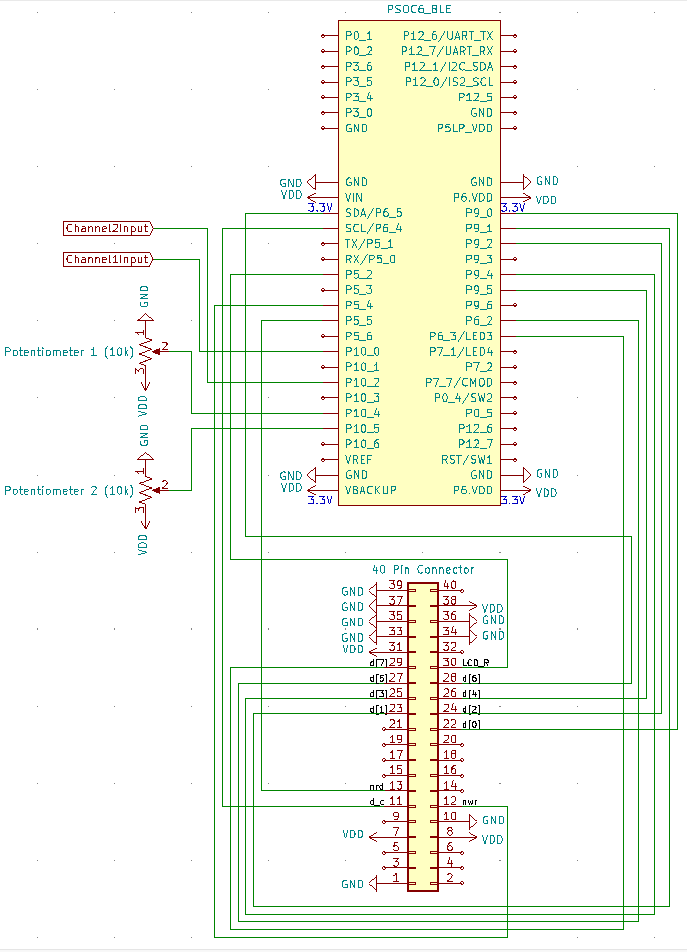 PSOC6_BLE
P0_1 P12_6/UART_TX
P0_2 P12_7/UART_RX
P3_6 P12_1/I2C_SDA
P3_5 P12_0/IS2_SCL
P3_4 P12_5
P3_0 GND
GND P5LP_VDD
GND GND GND GND
VDD VIN P6.VDD VDD
3.3V SDA/P6_5 P9_0 3.3V
Channel2Input SCL/P6_4 P9_1
TX/P5_1 P9_2
Channel1Input RX/P5_0 P9_3
P5_2 P9_4
GND P5_3 P9_5
P5_4 P9_6
P5_5 P6_2
1 P5_6 P6_3/LED3
Potentiometer 1 (10k) 2 P10_0 P7_1/LED4
3 P10_1 P7_2
P10_2 P7_7/CMOD
VDD P10_3 P0_4/SW2
P10_4 P0_5
GND P10_5 P12_6
P10_6 P12_7
VREF RST/SW1
1 GND GND GND GND
Potentiometer 2 (10k) 2 VDD VBACKUP P6.VDD VDD
3 3.3V 3.3V
VDD
40 Pin Connector
GND 39 40
GND 37 38 VDD
GND 35 36 GND
GND 33 34 GND
VDD 31 32
d[7] 29 30 LCD_R
d[5] 27 28 d[6]
d[3] 25 26 d[4]
d[1] 23 24 d[2]
21 22 d[0]
19 20
17 18
15 16
nrd 13 14
d_c 11 12 nwr
9 10 GND
VDD 7 8 VDD
5 6
3 4
GND 1 2